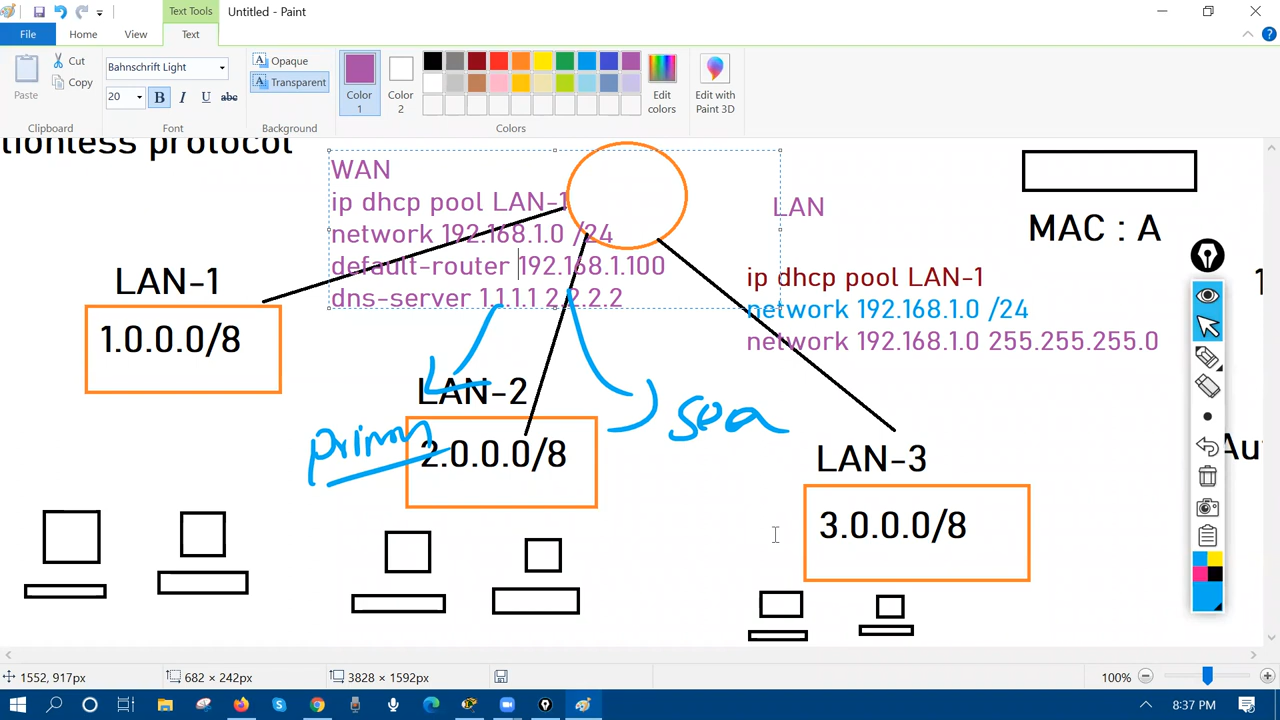 Untitled - Paint
Text Tools
File
Home
View
Text
Paste
Cut
Copy
Clipboard
Bahnschrift Light
20
B
I
U
abc
Font
Opaque
Transparent
Background
Color
1
Color
2
Edit
colors
Edit with
Paint 3D
Colors
tionless protocol
WAN
ip dhcp pool LAN-1
network 192.168.1.0 /24
default-router 192.168.1.100
dns-server 1.1.1.1 2.2.2.2
LAN
MAC : A
ip dhcp pool LAN-1
network 192.168.1.0 /24
network 192.168.1.0 255.255.255.0
LAN-1
1.0.0.0/8
LAN-2
2.0.0.0/8
LAN-3
3.0.0.0/8
Au
1552, 917px
682 × 242px
3828 × 1592px
100%
8:37 PM